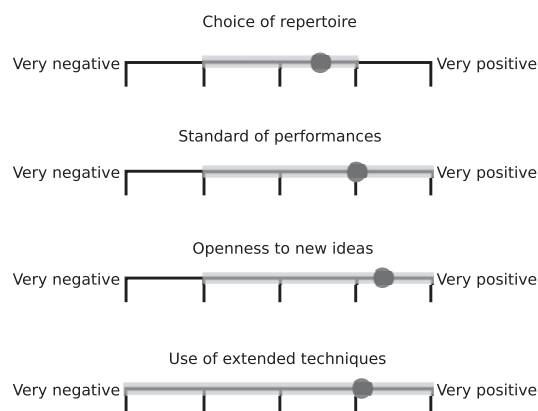 Choice of repertoire
Very negative Very positive
Standard of performances
Very negative Very positive
Openness to new ideas
Very negative Very positive
Use of extended techniques
Very negative Very positive